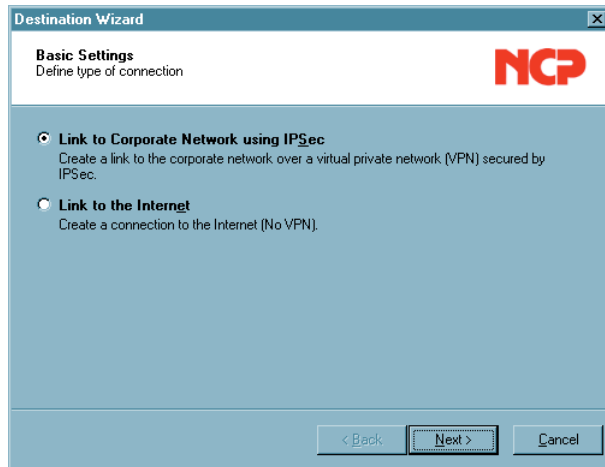 Destination Wizard
Basic Settings
Define type of connection
NCP
Link to Corporate Network using IPSec
Create a link to the corporate network over a virtual private network (VPN) secured by
IPSec.
Link to the Internet
Create a connection to the Internet (No VPN).
< Back
Next >
Cancel